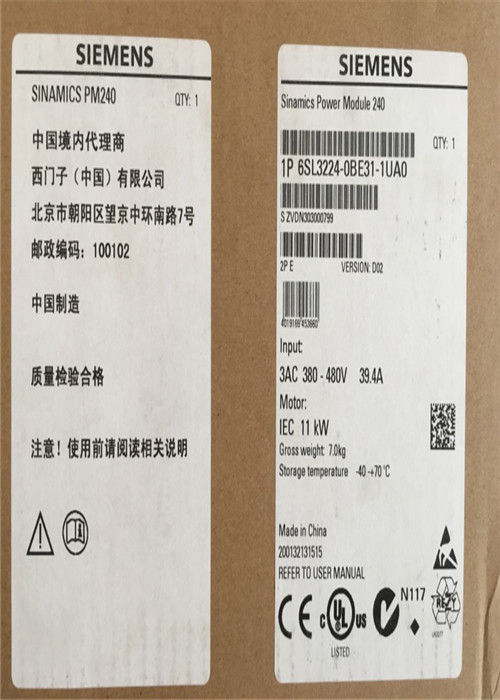 SIEMENS
SINAMICS PM240 QTY: 1
中国境内代理商
西门子（中国）有限公司
北京市朝阳区望京中环南路7号
邮政编码：100102
中国制造
质量检验合格
注意！使用前请阅读相关说明
SIEMENS
Sinamics Power Module 240
QTY: 1
1P 6SL3224-0BE31-1UA0
S ZVDN303000799
2P E VERSION: D02
4019169453660
Input:
3AC 380 - 480V 39.4A
Motor:
IEC 11 kW
Gross weight: 7.0kg
Storage temperature -40 -+70 °C
Made in China
200132131515
REFER TO USER MANUAL
CE
C UL US
LISTED
N117
RESY